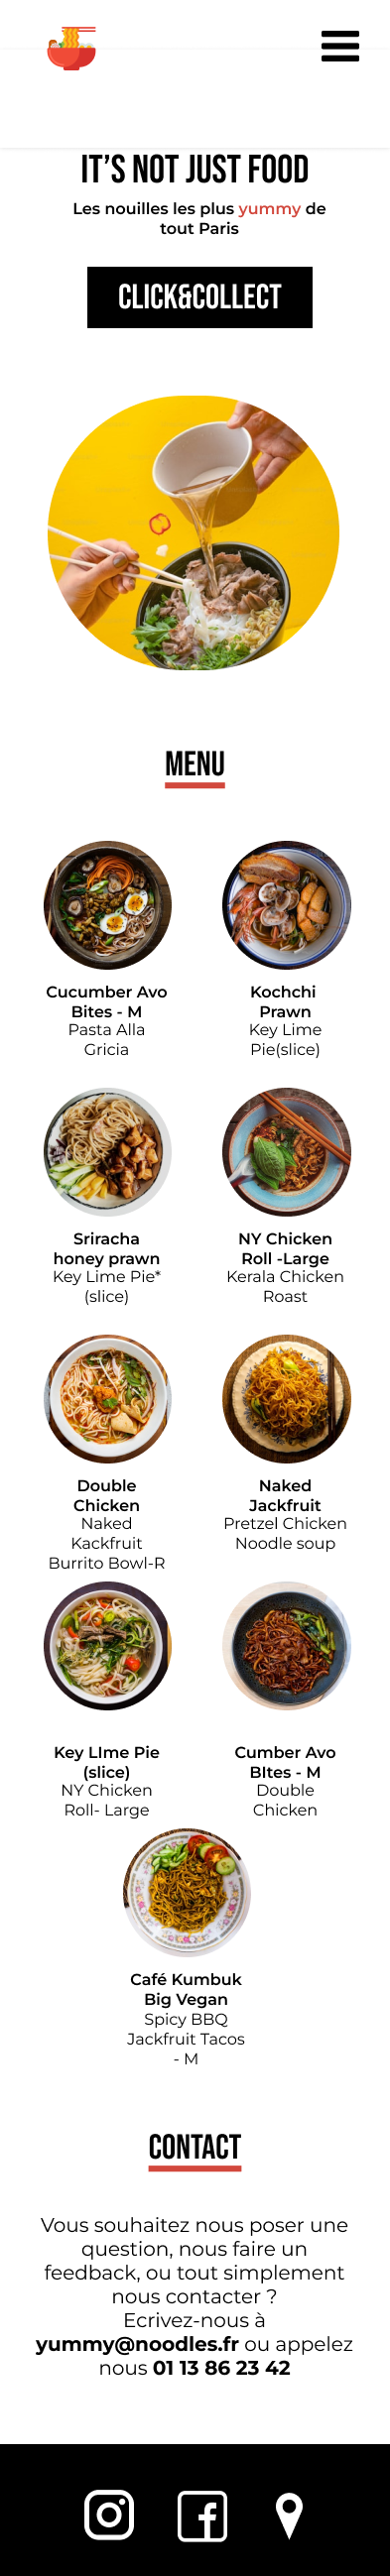 IT’S NOT JUST FOOD
Les nouilles les plus yummy de
tout Paris
CLICK&COLLECT
MENU
Cucumber Avo
Bites - M
Pasta Alla
Gricia
Kochchi
Prawn
Key Lime
Pie(slice)
Sriracha
honey prawn
Key Lime Pie*
(slice)
NY Chicken
Roll -Large
Kerala Chicken
Roast
Double
Chicken
Naked
Kackfruit
Burrito Bowl-R
Naked
Jackfruit
Pretzel Chicken
Noodle soup
Key LIme Pie
(slice)
NY Chicken
Roll- Large
Cumber Avo
BItes - M
Double
Chicken
Café Kumbuk
Big Vegan
Spicy BBQ
Jackfruit Tacos
- M
CONTACT
Vous souhaitez nous poser une
question, nous faire un
feedback, ou tout simplement
nous contacter ?
Ecrivez-nous à
yummy@noodles.fr ou appelez
nous 01 13 86 23 42